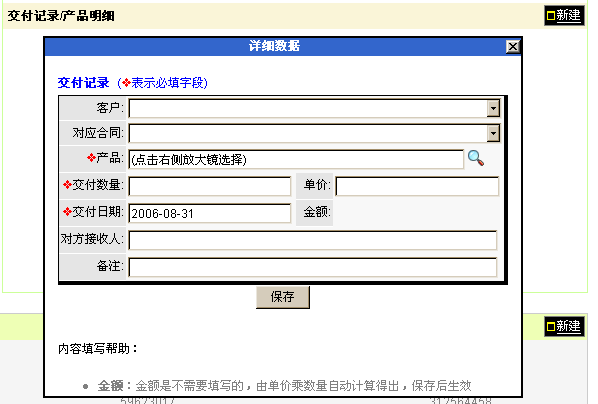 交付记录/产品明细
新建
详细数据
交付记录 (❖表示必填字段)
客户:
对应合同:
❖产品: (点击右侧放大镜选择)
❖交付数量: 单价:
❖交付日期: 2006-08-31 金额:
对方接收人:
备注:
保存
新建
内容填写帮助：
• 金额：金额是不需要填写的，由单价乘数量自动计算得出，保存后生效